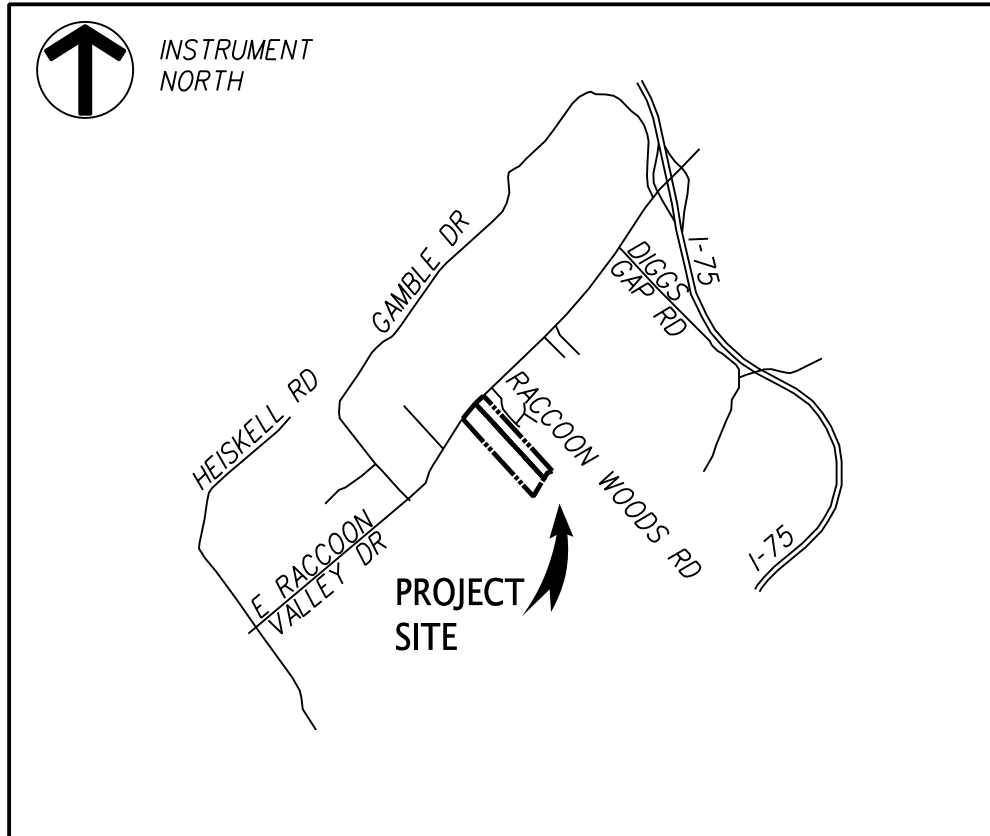 INSTRUMENT
NORTH
GAMBLE DR
I-75
DIGGS
GAP RD
HEISKELL RD
RACCOON WOODS RD
E RACCOON
VALLEY DR
I-75
PROJECT
SITE